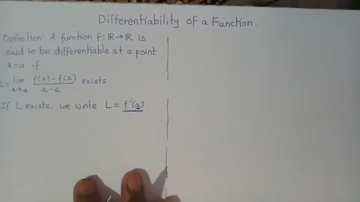 Differentiability of a Function.
Definition: A function f: ℝ→ℝ is
said to be differentiable at a point
x=a if
L= lim x→a (f(x)-f(a))/(x-a) exists
If L exists, we write L = f'(a)